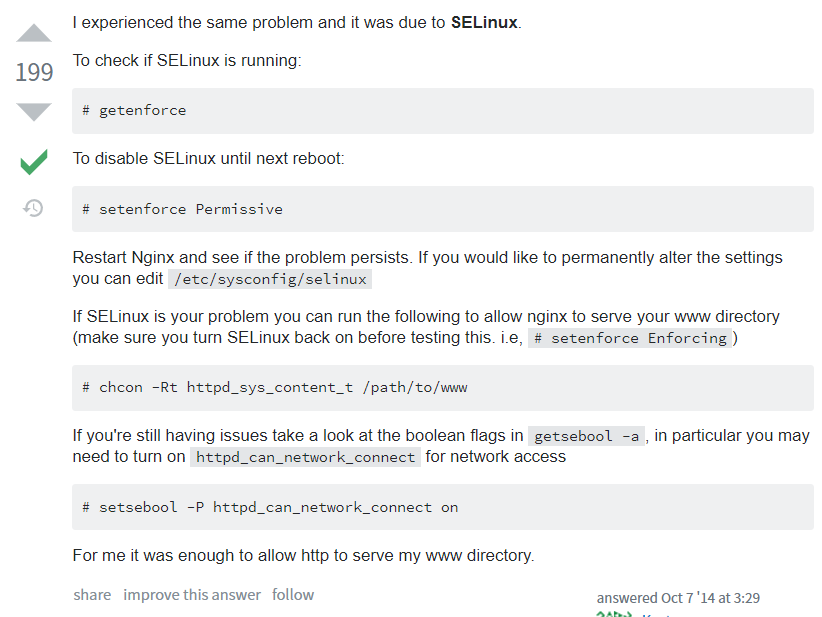 I experienced the same problem and it was due to SELinux.
199
To check if SELinux is running:
# getenforce
To disable SELinux until next reboot:
# setenforce Permissive
Restart Nginx and see if the problem persists. If you would like to permanently alter the settings
you can edit /etc/sysconfig/selinux
If SELinux is your problem you can run the following to allow nginx to serve your www directory
(make sure you turn SELinux back on before testing this. i.e, # setenforce Enforcing )
# chcon -Rt httpd_sys_content_t /path/to/www
If you're still having issues take a look at the boolean flags in getsebool -a , in particular you may
need to turn on httpd_can_network_connect for network access
# setsebool -P httpd_can_network_connect on
For me it was enough to allow http to serve my www directory.
share improve this answer follow
answered Oct 7 '14 at 3:29